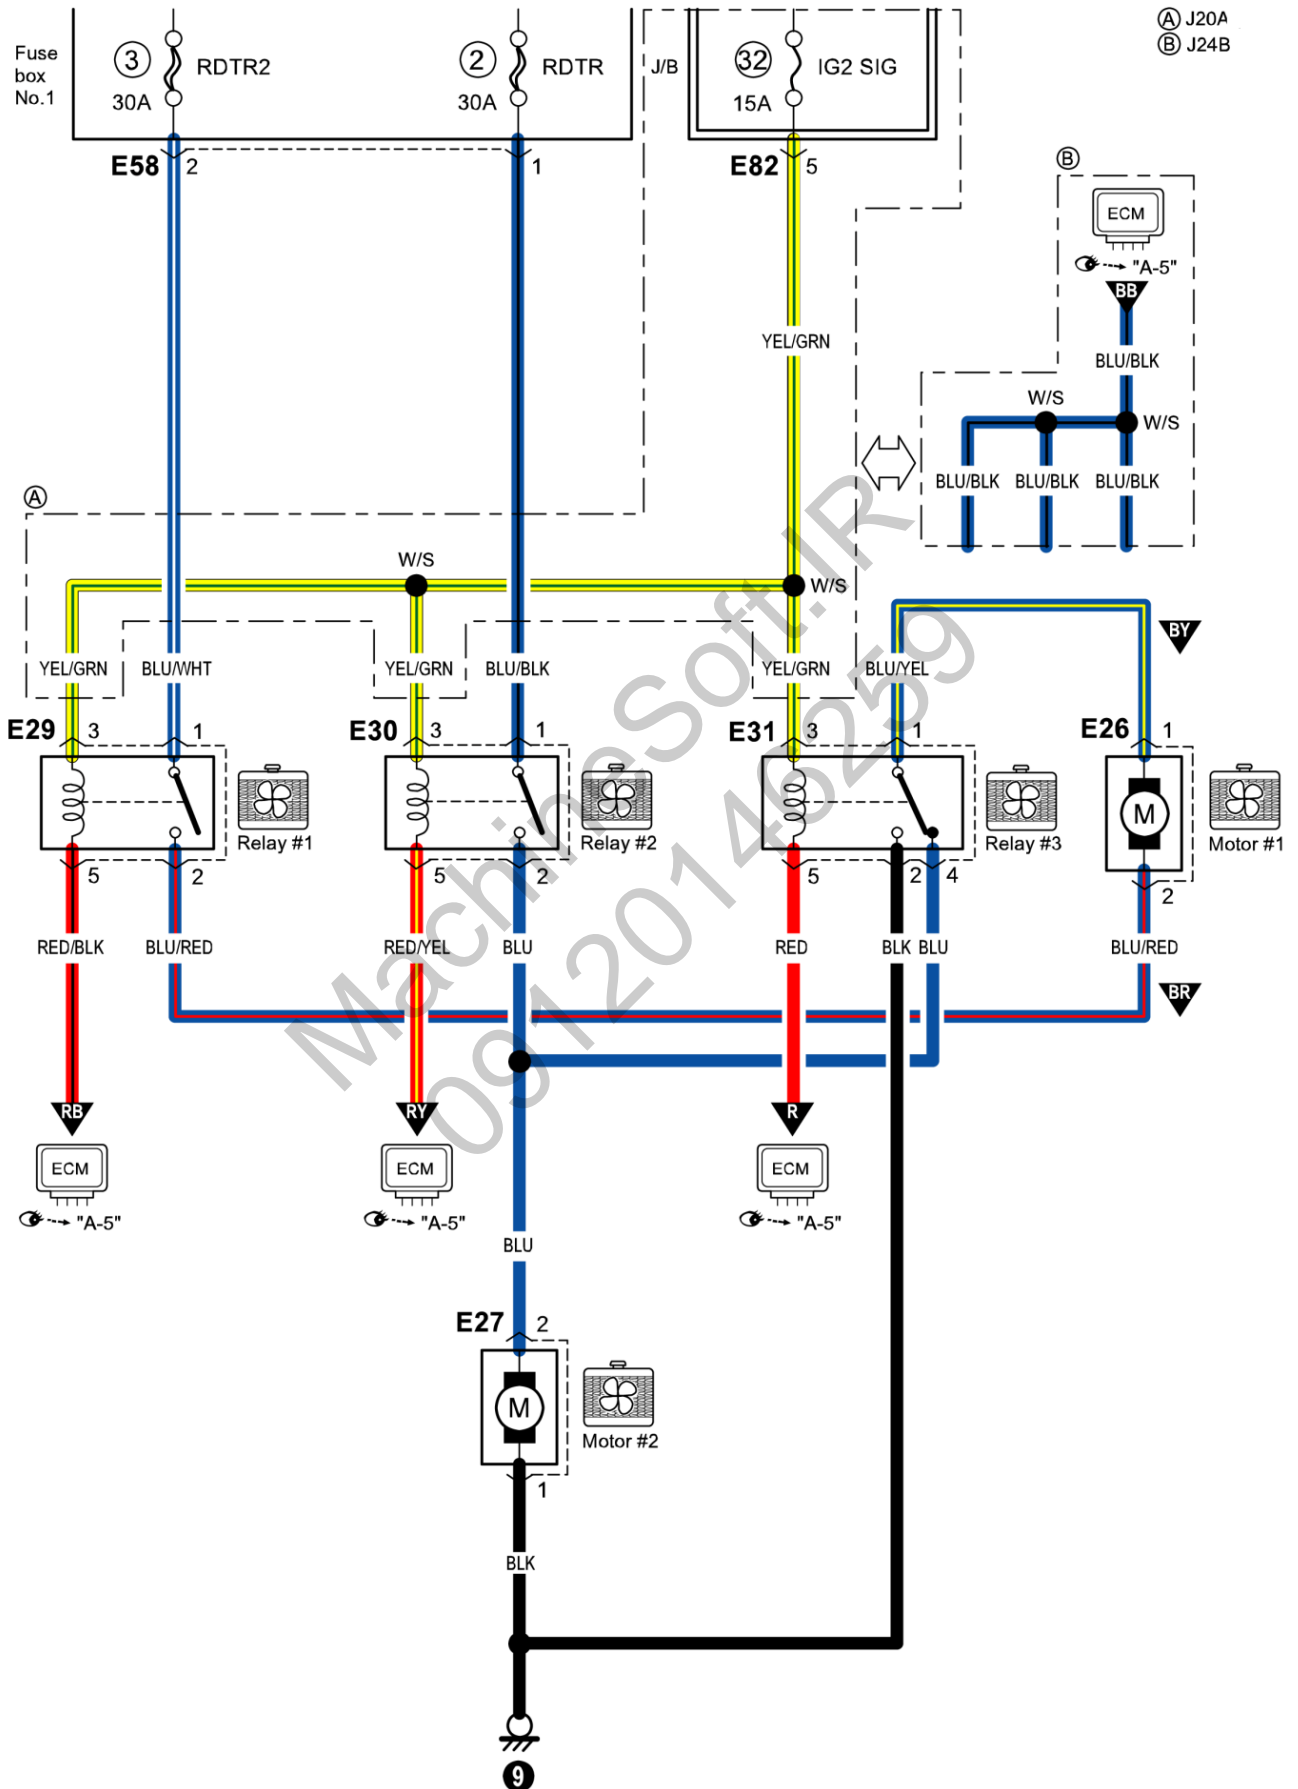 Ⓐ J20A
Ⓑ J24B
Fuse
box
No.1
3
RDTR2
30A
2
RDTR
30A
J/B
32
IG2 SIG
15A
E58
2
1
E82
5
B
ECM
"A-5"
BB
YEL/GRN
BLU/BLK
W/S
W/S
BLU/BLK
BLU/BLK
BLU/BLK
A
W/S
W/S
BY
YEL/GRN
BLU/WHT
YEL/GRN
BLU/BLK
YEL/GRN
BLU/YEL
E29
3
1
E30
3
1
E31
3
1
E26
1
M
Relay #1
Relay #2
Relay #3
Motor #1
5
2
5
2
5
2
4
2
RED/BLK
BLU/RED
RED/YEL
BLU
RED
BLK
BLU
BLU/RED
BR
RB
RY
R
ECM
ECM
ECM
"A-5"
"A-5"
"A-5"
BLU
E27
2
M
Motor #2
1
BLK
9
MachineSoft.IR
09120146259